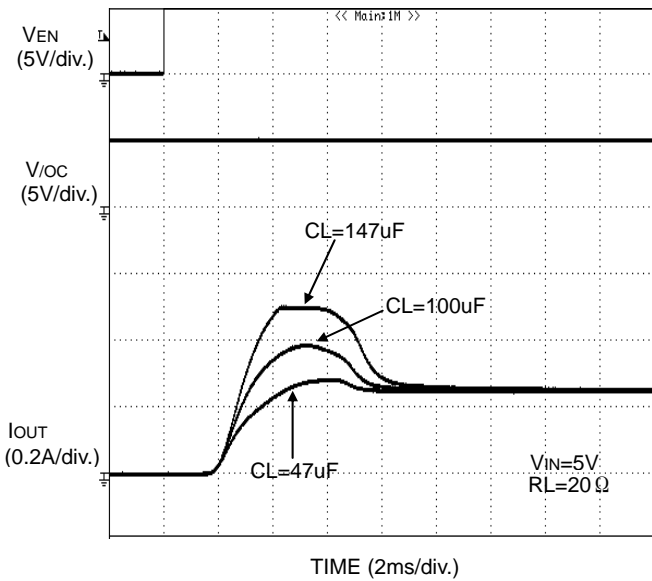 << Main:1M >>
VEN
(5V/div.)
V/OC
(5V/div.)
CL=147uF
CL=100uF
IOUT
(0.2A/div.)
CL=47uF
VIN=5V
RL=20Ω
TIME (2ms/div.)